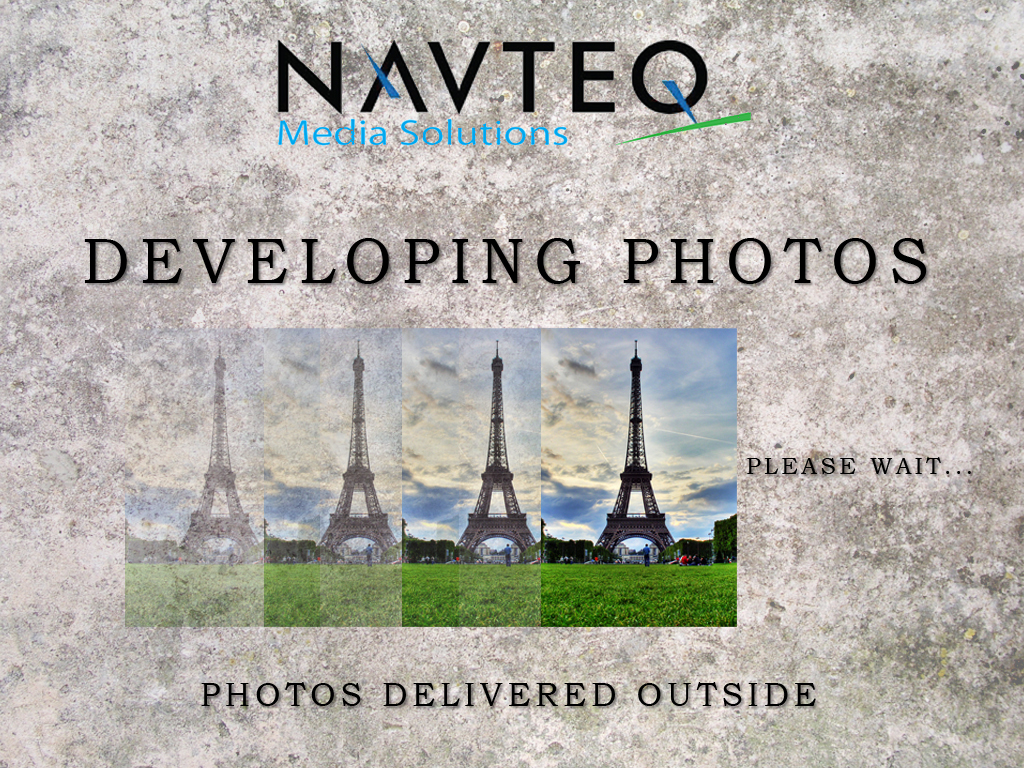 NAVTEQ
Media Solutions
DEVELOPING PHOTOS
PLEASE WAIT...
PHOTOS DELIVERED OUTSIDE